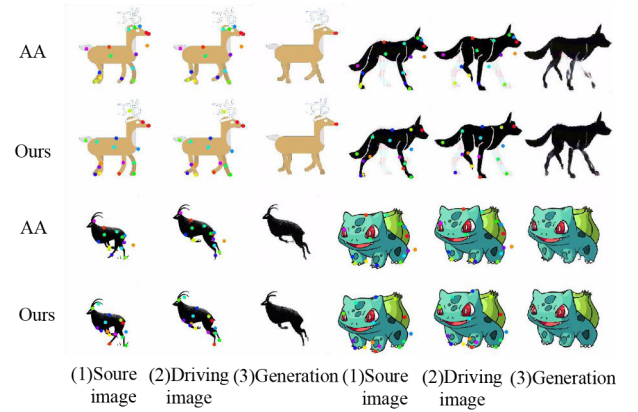 AA
Ours
AA
Ours
(1)Soure (2)Driving (3)Generation (1)Soure (2)Driving (3)Generation
image image image image